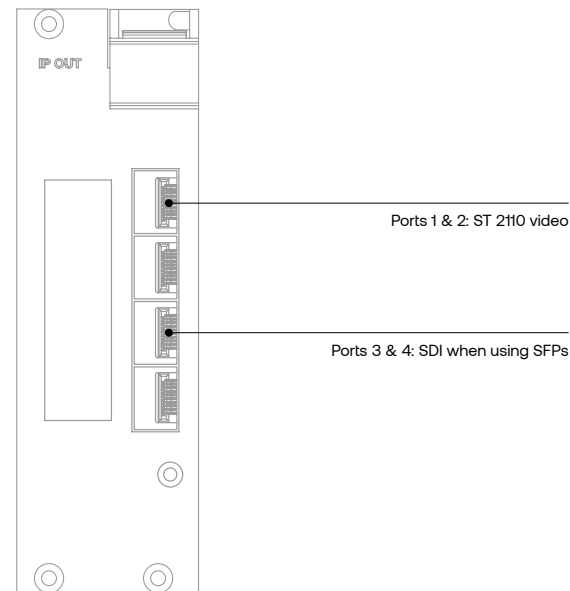 IP OUT
Ports 1 & 2: ST 2110 video
Ports 3 & 4: SDI when using SFPs